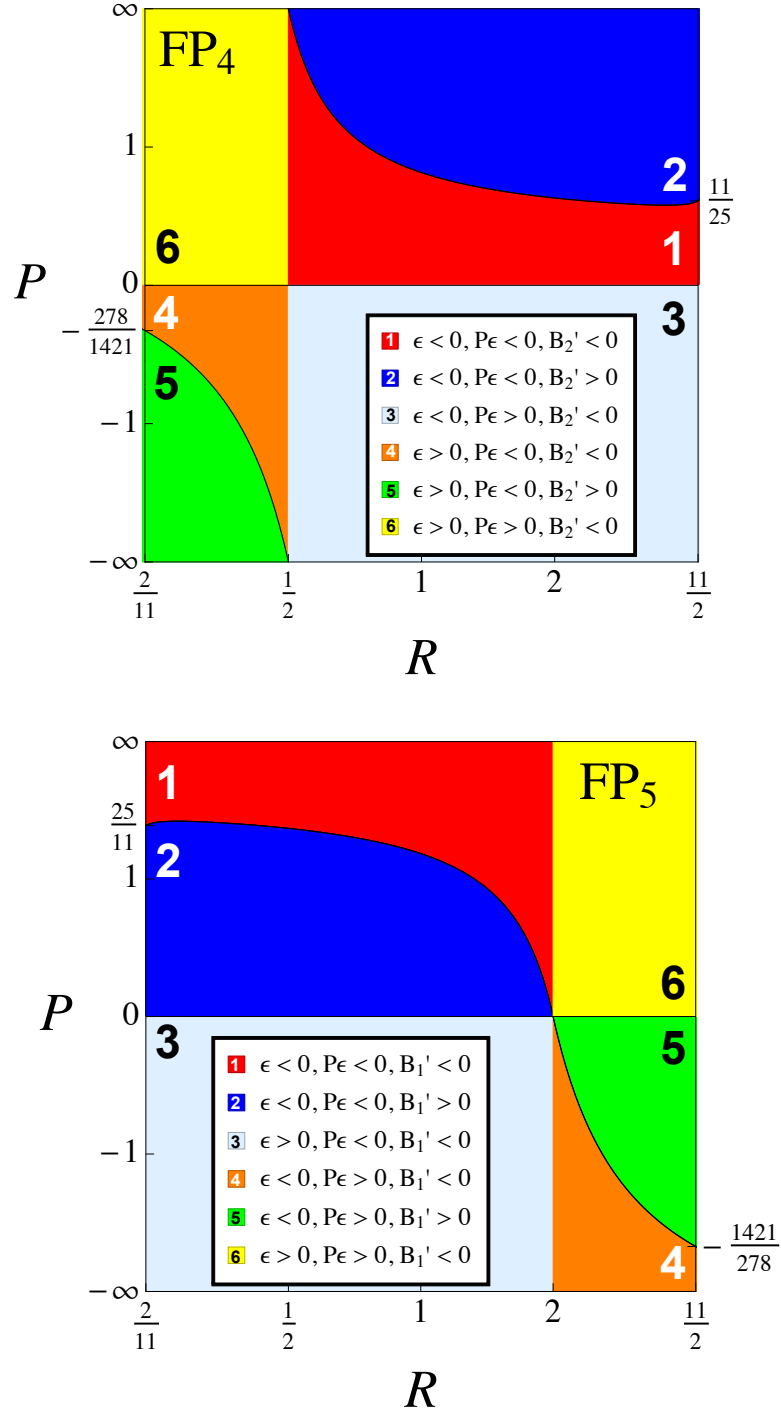 ∞
FP₄
1
2
11/25
1
6
0
P
4
3
− 278/1421
1 ϵ < 0, Pϵ < 0, B₂' < 0
5
2 ϵ < 0, Pϵ < 0, B₂' > 0
−1
3 ϵ < 0, Pϵ > 0, B₂' < 0
4 ϵ > 0, Pϵ < 0, B₂' < 0
5 ϵ > 0, Pϵ < 0, B₂' > 0
6 ϵ > 0, Pϵ > 0, B₂' < 0
−∞
2/11 1/2 1 2 11/2
R
∞
1
FP₅
25/11
2
1
6
P
0
3
5
1 ϵ < 0, Pϵ < 0, B₁' < 0
2 ϵ < 0, Pϵ < 0, B₁' > 0
3 ϵ > 0, Pϵ < 0, B₁' < 0
−1
4 ϵ < 0, Pϵ > 0, B₁' < 0
5 ϵ < 0, Pϵ > 0, B₁' > 0
− 1421/278
6 ϵ > 0, Pϵ > 0, B₁' < 0
4
−∞
2/11 1/2 1 2 11/2
R